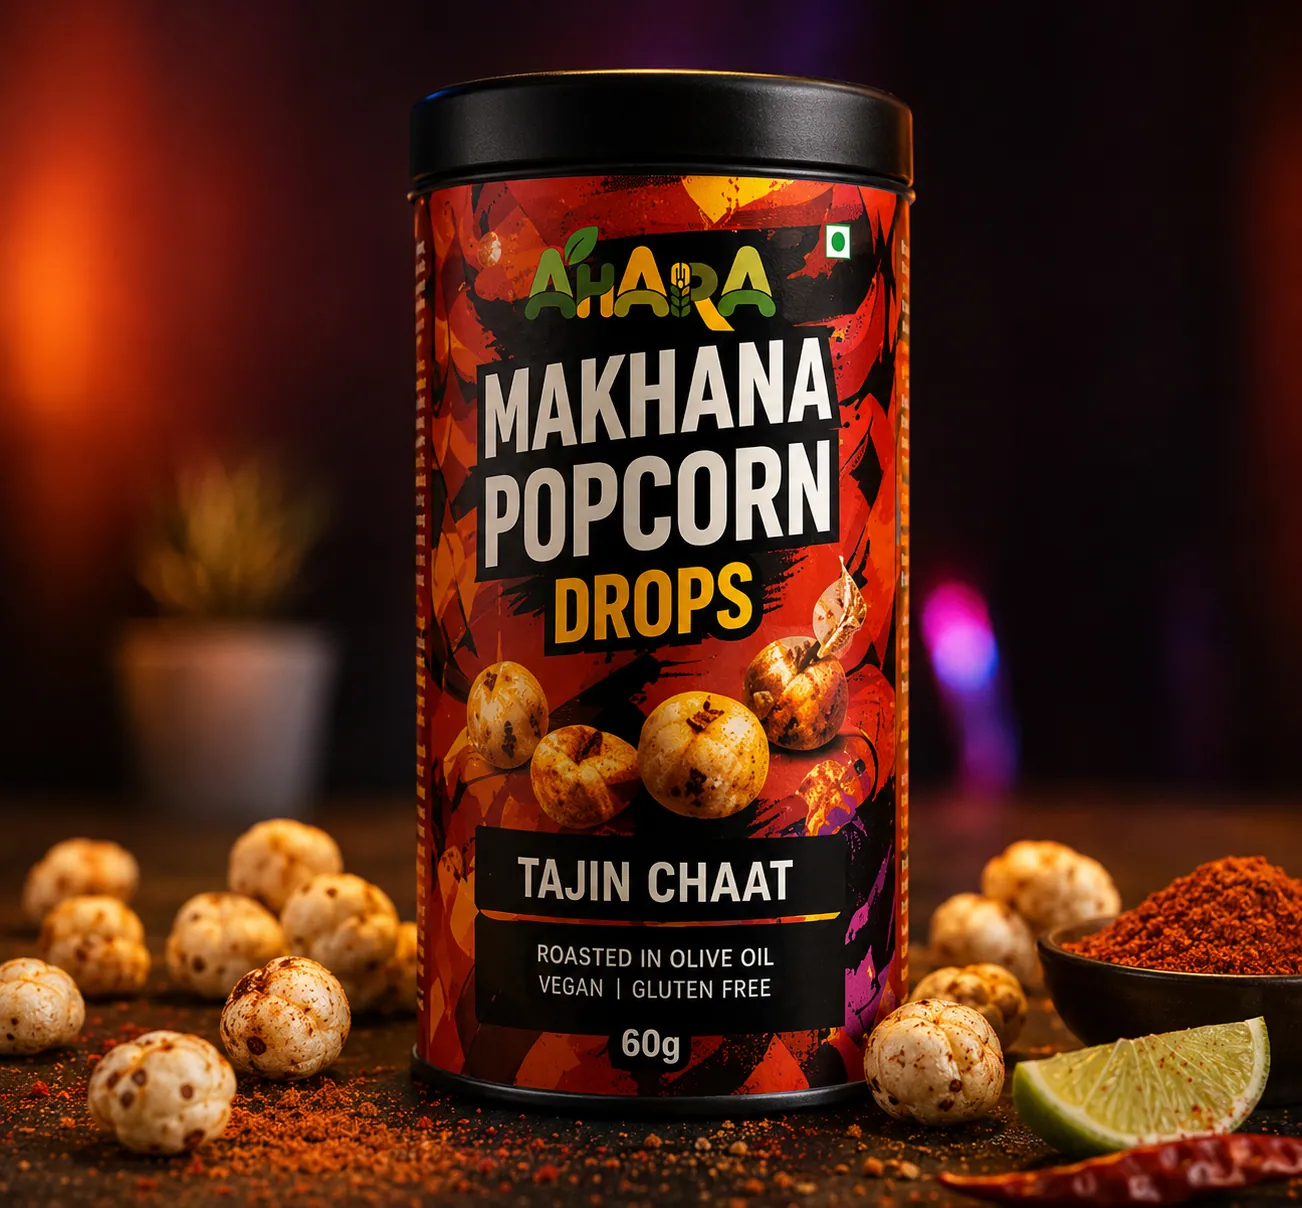 AHARA
MAKHANA
POPCORN
DROPS
TAJIN CHAAT
ROASTED IN OLIVE OIL
VEGAN | GLUTEN FREE
60g